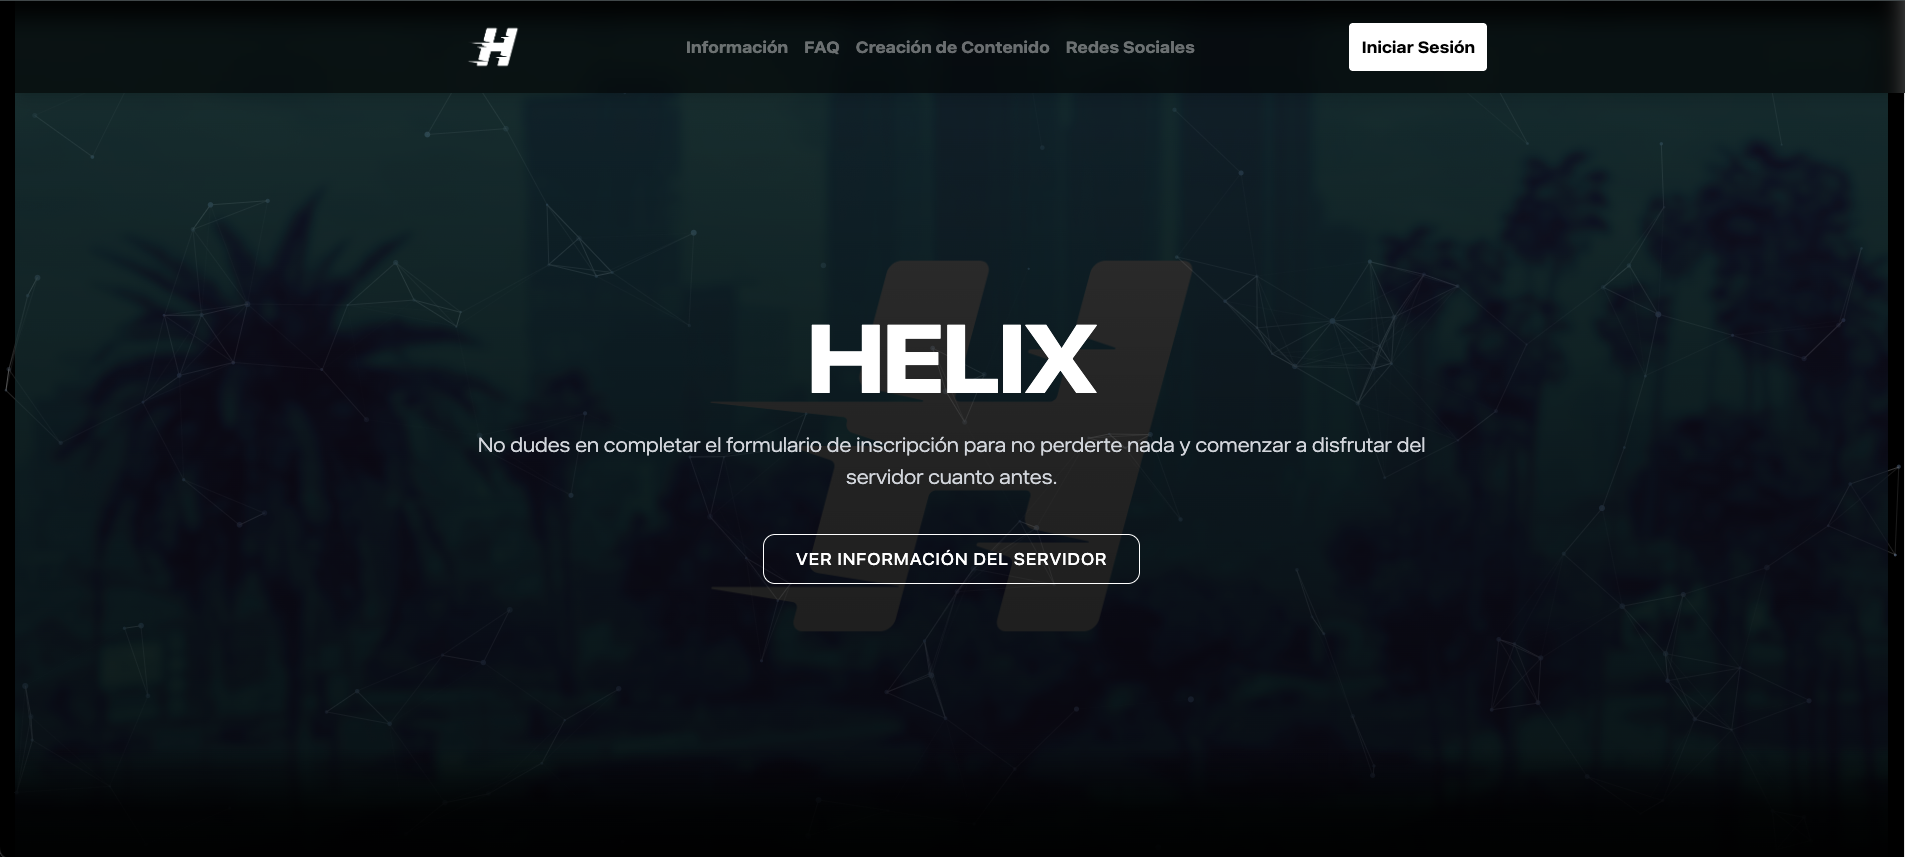 H
Información FAQ Creación de Contenido Redes Sociales Iniciar Sesión
HELIX
No dudes en completar el formulario de inscripción para no perderte nada y comenzar a disfrutar del
servidor cuanto antes.
VER INFORMACIÓN DEL SERVIDOR